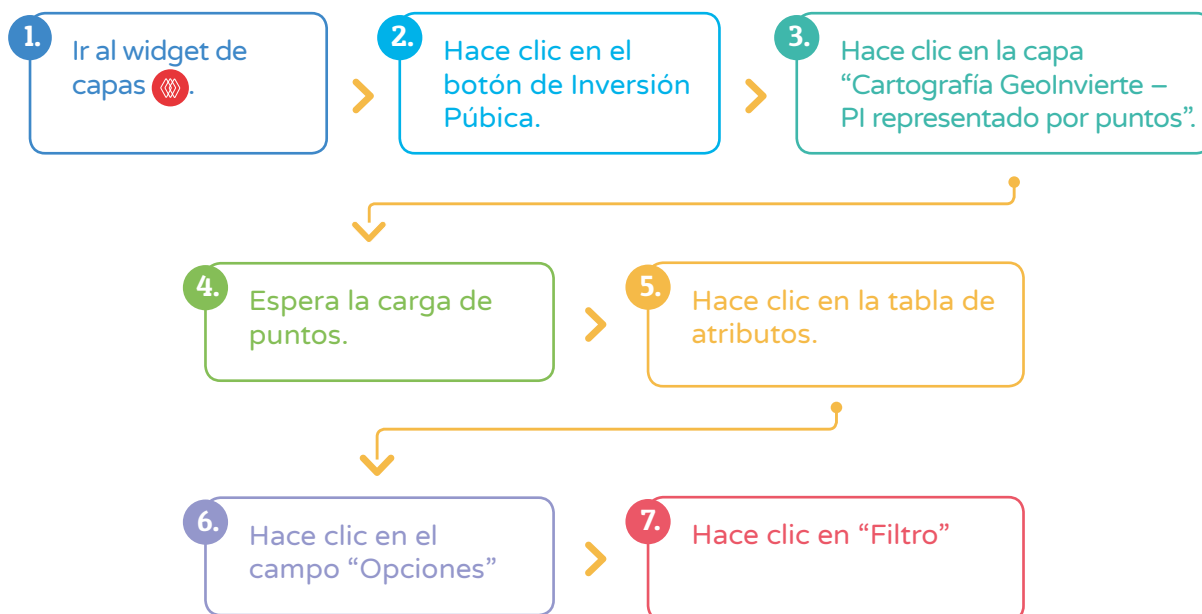 1.
Ir al widget de
capas .
2.
Hace clic en el
botón de Inversión
Púbica.
3.
Hace clic en la capa
“Cartografía GeoInvierte –
PI representado por puntos”.
4.
Espera la carga de
puntos.
5.
Hace clic en la tabla de
atributos.
6.
Hace clic en el
campo “Opciones”
7.
Hace clic en “Filtro”